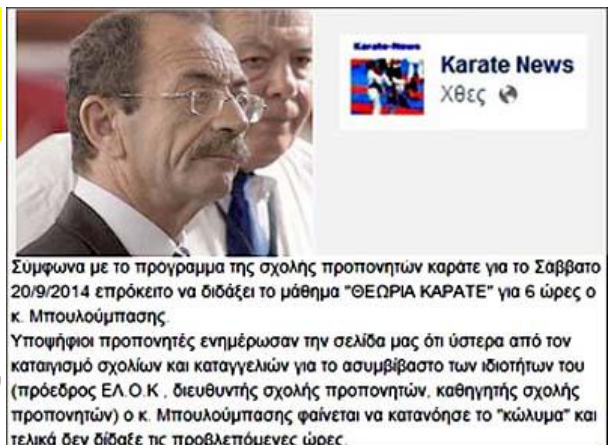 Karate-News
Karate News
Χθες
Σύμφωνα με το πρόγραμμα της σχολής προπονητών καράτε για το Σάββατο
20/9/2014 επρόκειτο να διδάξει το μάθημα "ΘΕΩΡΙΑ ΚΑΡΑΤΕ" για 6 ώρες ο
κ. Μπουλούμπασης.
Υποψήφιοι προπονητές ενημέρωσαν την σελίδα μας ότι ύστερα από τον
καταιγισμό σχολίων και καταγγελιών για το ασυμβίβαστο των ιδιοτήτων του
(πρόεδρος ΕΛ.Ο.Κ , διευθυντής σχολής προπονητών, καθηγητής σχολής
προπονητών) ο κ. Μπουλούμπασης φαίνεται να κατανόησε το "κώλυμα" και
τελικά δεν δίδαξε τις προβλεπόμενες ώρες.